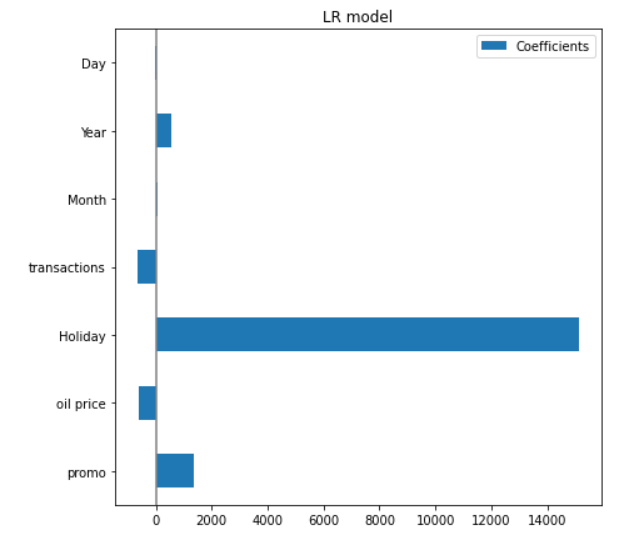 LR model
Coefficients
Day
Year
Month
transactions
Holiday
oil price
promo
0 2000 4000 6000 8000 10000 12000 14000